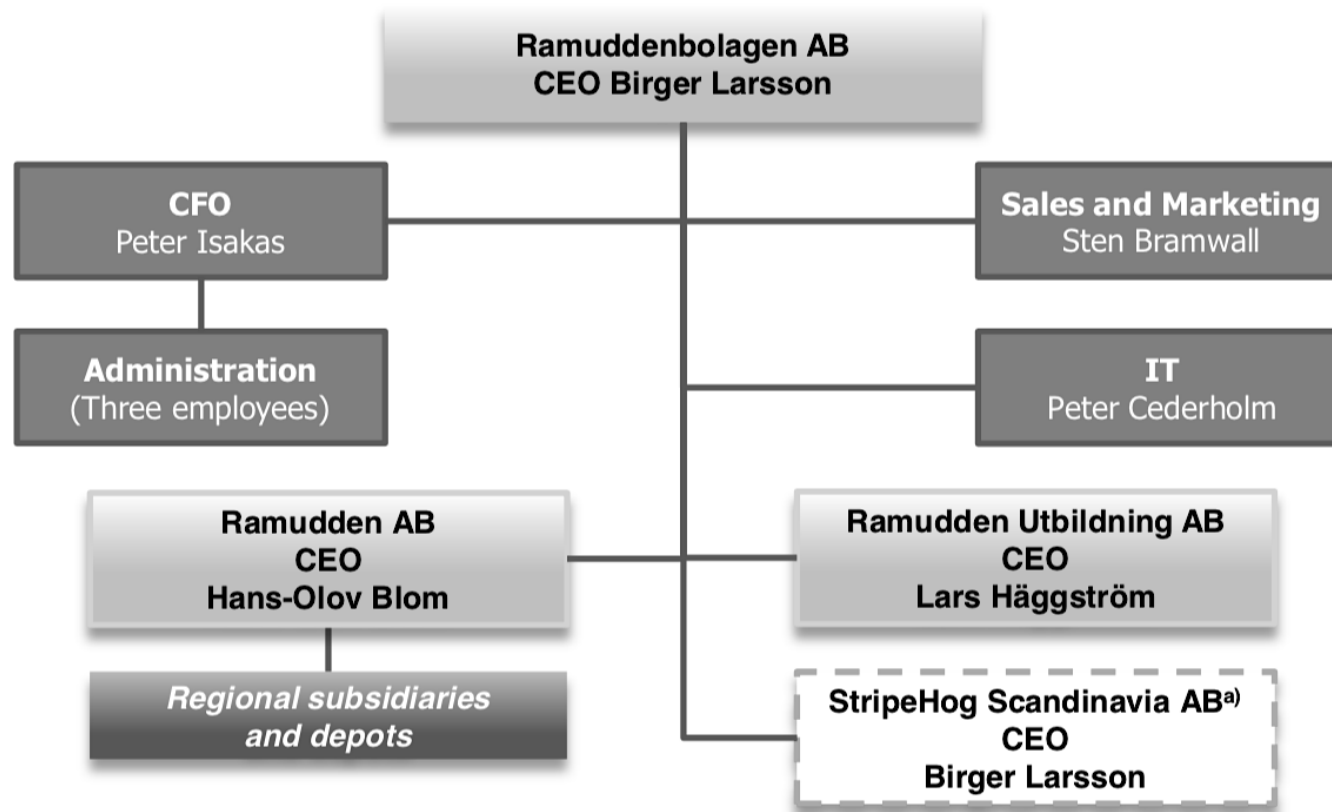 Ramuddenbolagen AB
CEO Birger Larsson
CFO
Peter Isakas
Sales and Marketing
Sten Bramwall
Administration
(Three employees)
IT
Peter Cederholm
Ramudden AB
CEO
Hans-Olov Blom
Ramudden Utbildning AB
CEO
Lars Häggström
Regional subsidiaries
and depots
StripeHog Scandinavia ABᵃ⁾
CEO
Birger Larsson